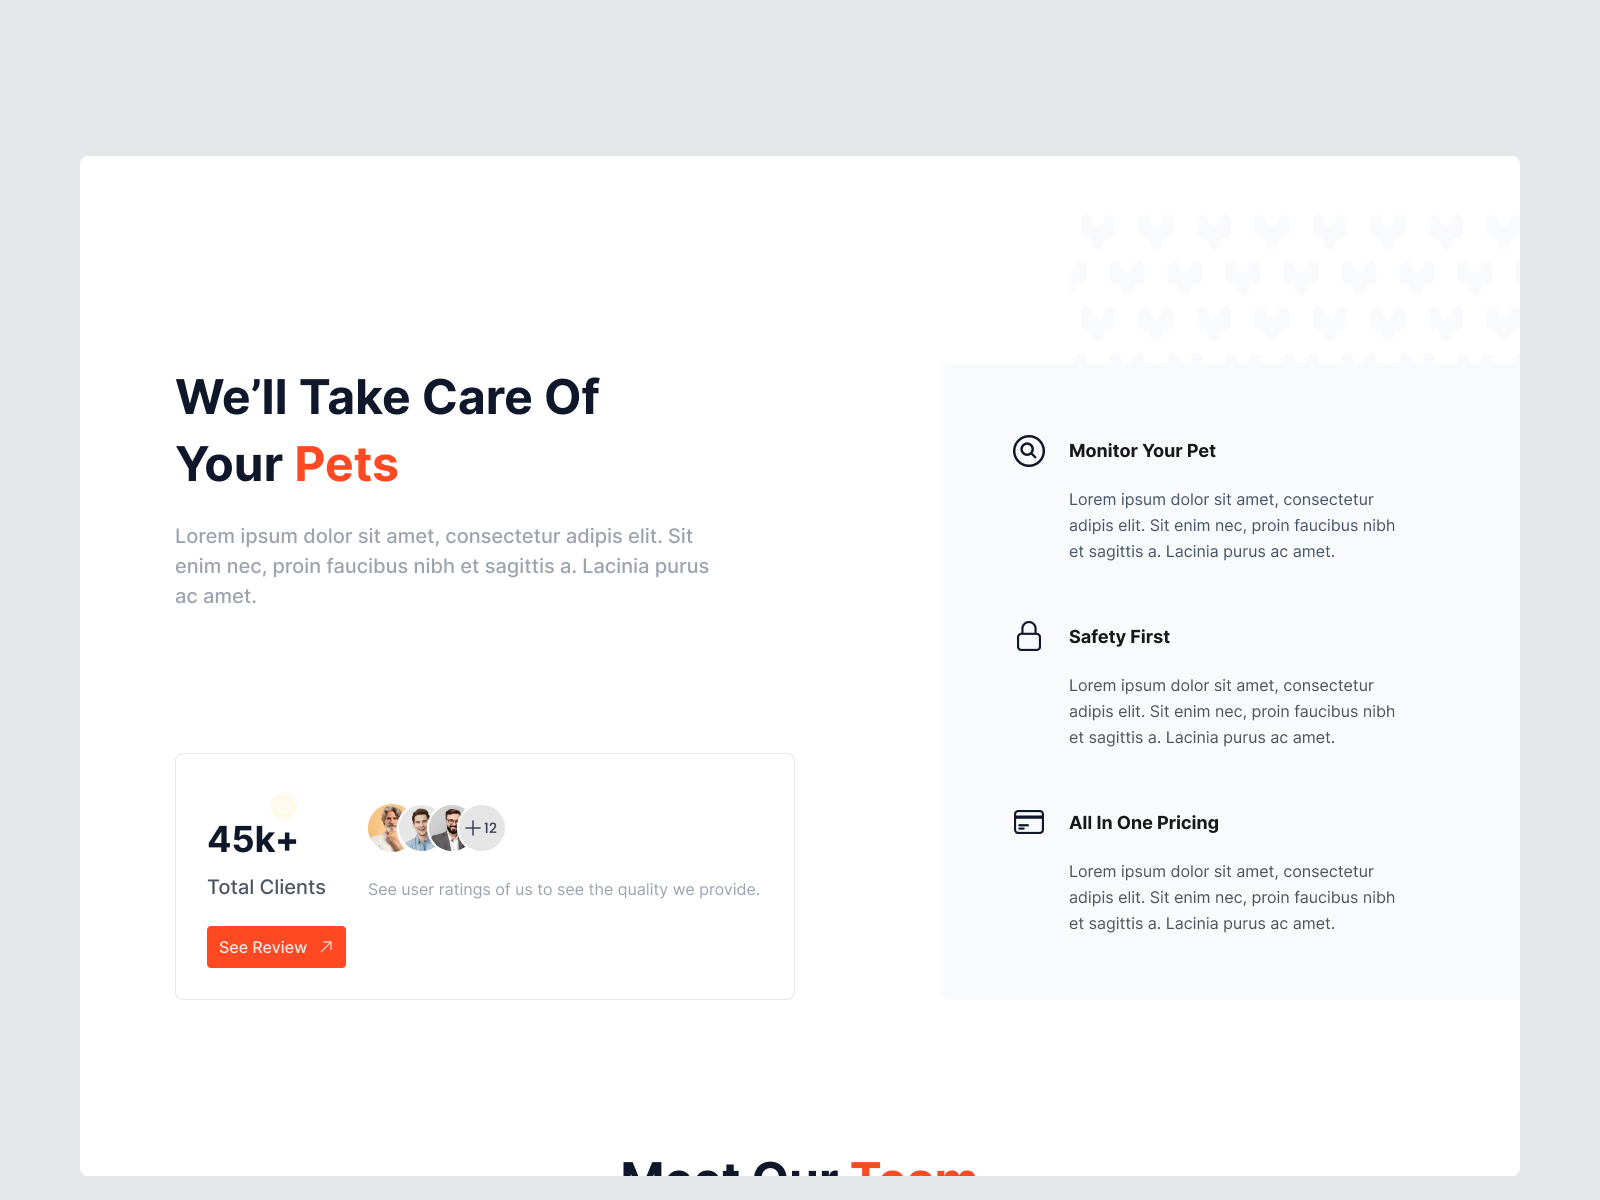 We’ll Take Care Of
Your Pets
Lorem ipsum dolor sit amet, consectetur adipis elit. Sit
enim nec, proin faucibus nibh et sagittis a. Lacinia purus
ac amet.
45k+
Total Clients
See Review
+12
See user ratings of us to see the quality we provide.
Monitor Your Pet
Lorem ipsum dolor sit amet, consectetur
adipis elit. Sit enim nec, proin faucibus nibh
et sagittis a. Lacinia purus ac amet.
Safety First
Lorem ipsum dolor sit amet, consectetur
adipis elit. Sit enim nec, proin faucibus nibh
et sagittis a. Lacinia purus ac amet.
All In One Pricing
Lorem ipsum dolor sit amet, consectetur
adipis elit. Sit enim nec, proin faucibus nibh
et sagittis a. Lacinia purus ac amet.
Meet Our Team